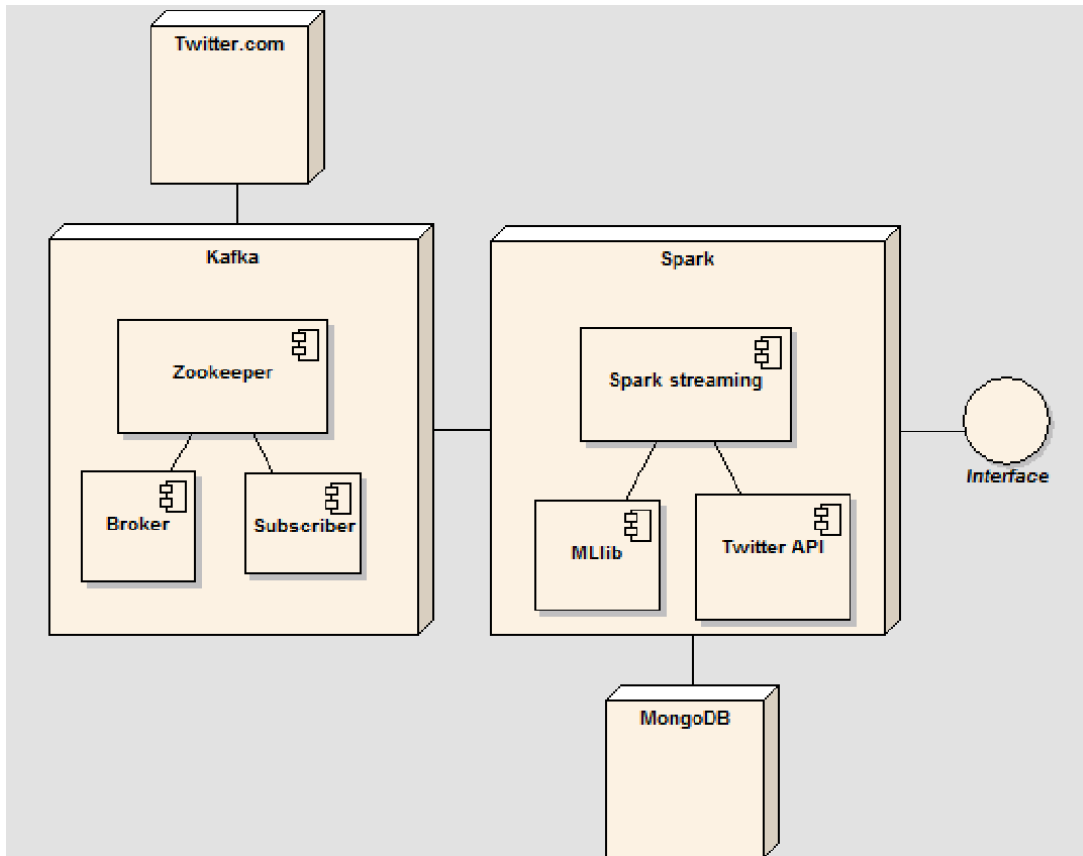 Twitter.com
Kafka
Zookeeper
Broker
Subscriber
Spark
Spark streaming
MLlib
Twitter API
Interface
MongoDB